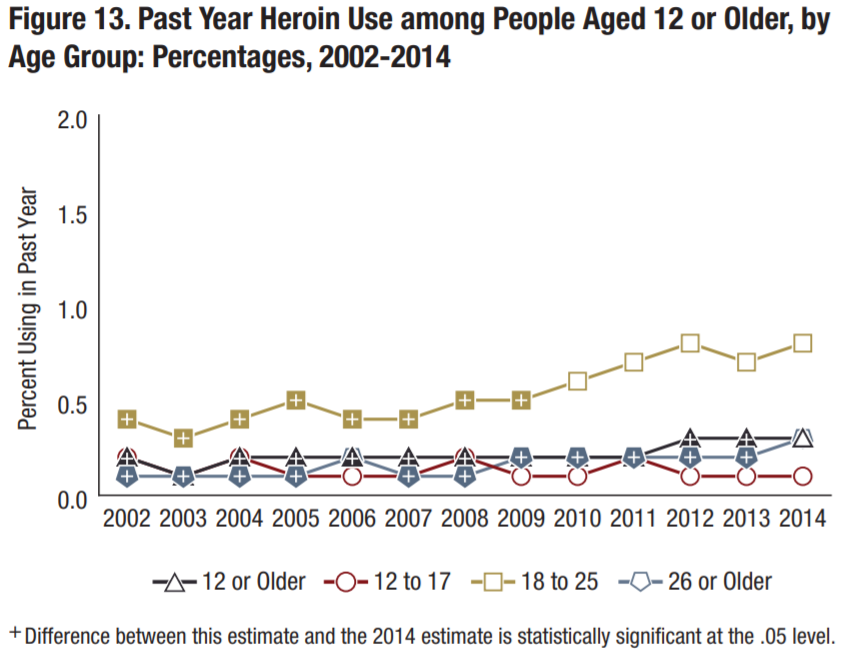 Figure 13. Past Year Heroin Use among People Aged 12 or Older, by
Age Group: Percentages, 2002-2014
Percent Using in Past Year
2.0
1.5
1.0
0.5
0.0
2002 2003 2004 2005 2006 2007 2008 2009 2010 2011 2012 2013 2014
12 or Older 12 to 17 18 to 25 26 or Older
+ Difference between this estimate and the 2014 estimate is statistically significant at the .05 level.